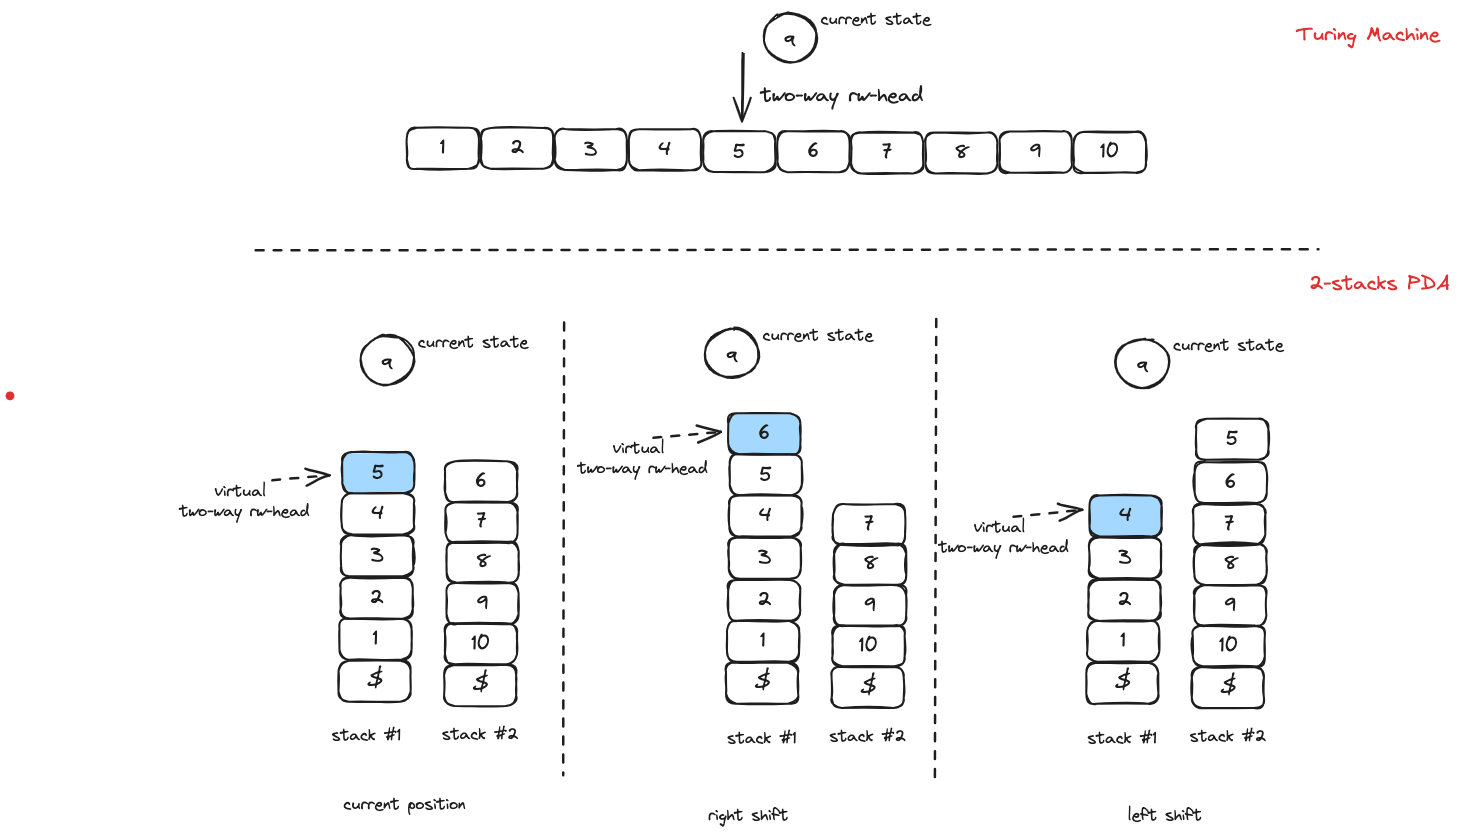 current state
q
Turing Machine
two-way rw-head
1 2 3 4 5 6 7 8 9 10
2-stacks PDA
current state
q
virtual
two-way rw-head
5
4
3
2
1
$
stack #1
6
7
8
9
10
$
stack #2
current position
current state
q
virtual
two-way rw-head
6
5
4
3
2
1
$
stack #1
7
8
9
10
$
stack #2
right shift
current state
q
virtual
two-way rw-head
4
3
2
1
$
stack #1
5
6
7
8
9
10
$
stack #2
left shift